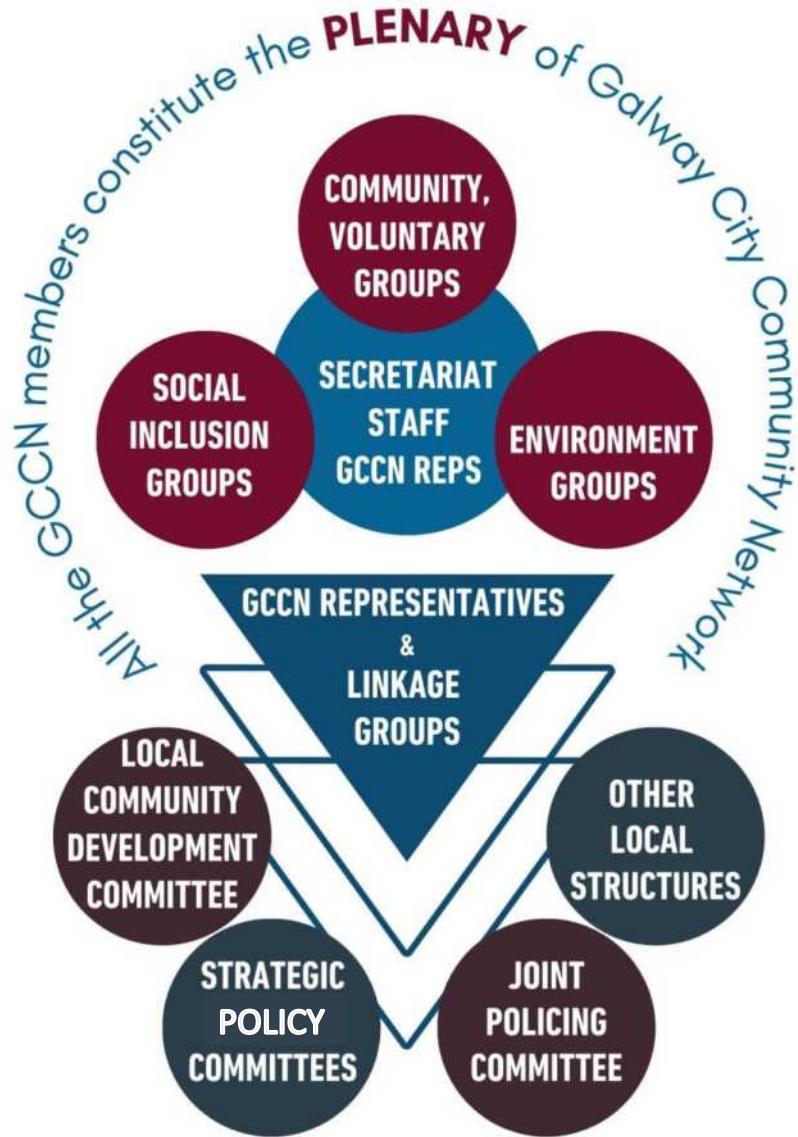 All the GCCN members constitute the PLENARY of Galway City Community Network
COMMUNITY,
VOLUNTARY
GROUPS
SOCIAL
INCLUSION
GROUPS
SECRETARIAT
STAFF
GCCN REPS
ENVIRONMENT
GROUPS
GCCN REPRESENTATIVES
&
LINKAGE
GROUPS
LOCAL
COMMUNITY
DEVELOPMENT
COMMITTEE
OTHER
LOCAL
STRUCTURES
STRATEGIC
POLICY
COMMITTEES
JOINT
POLICING
COMMITTEE